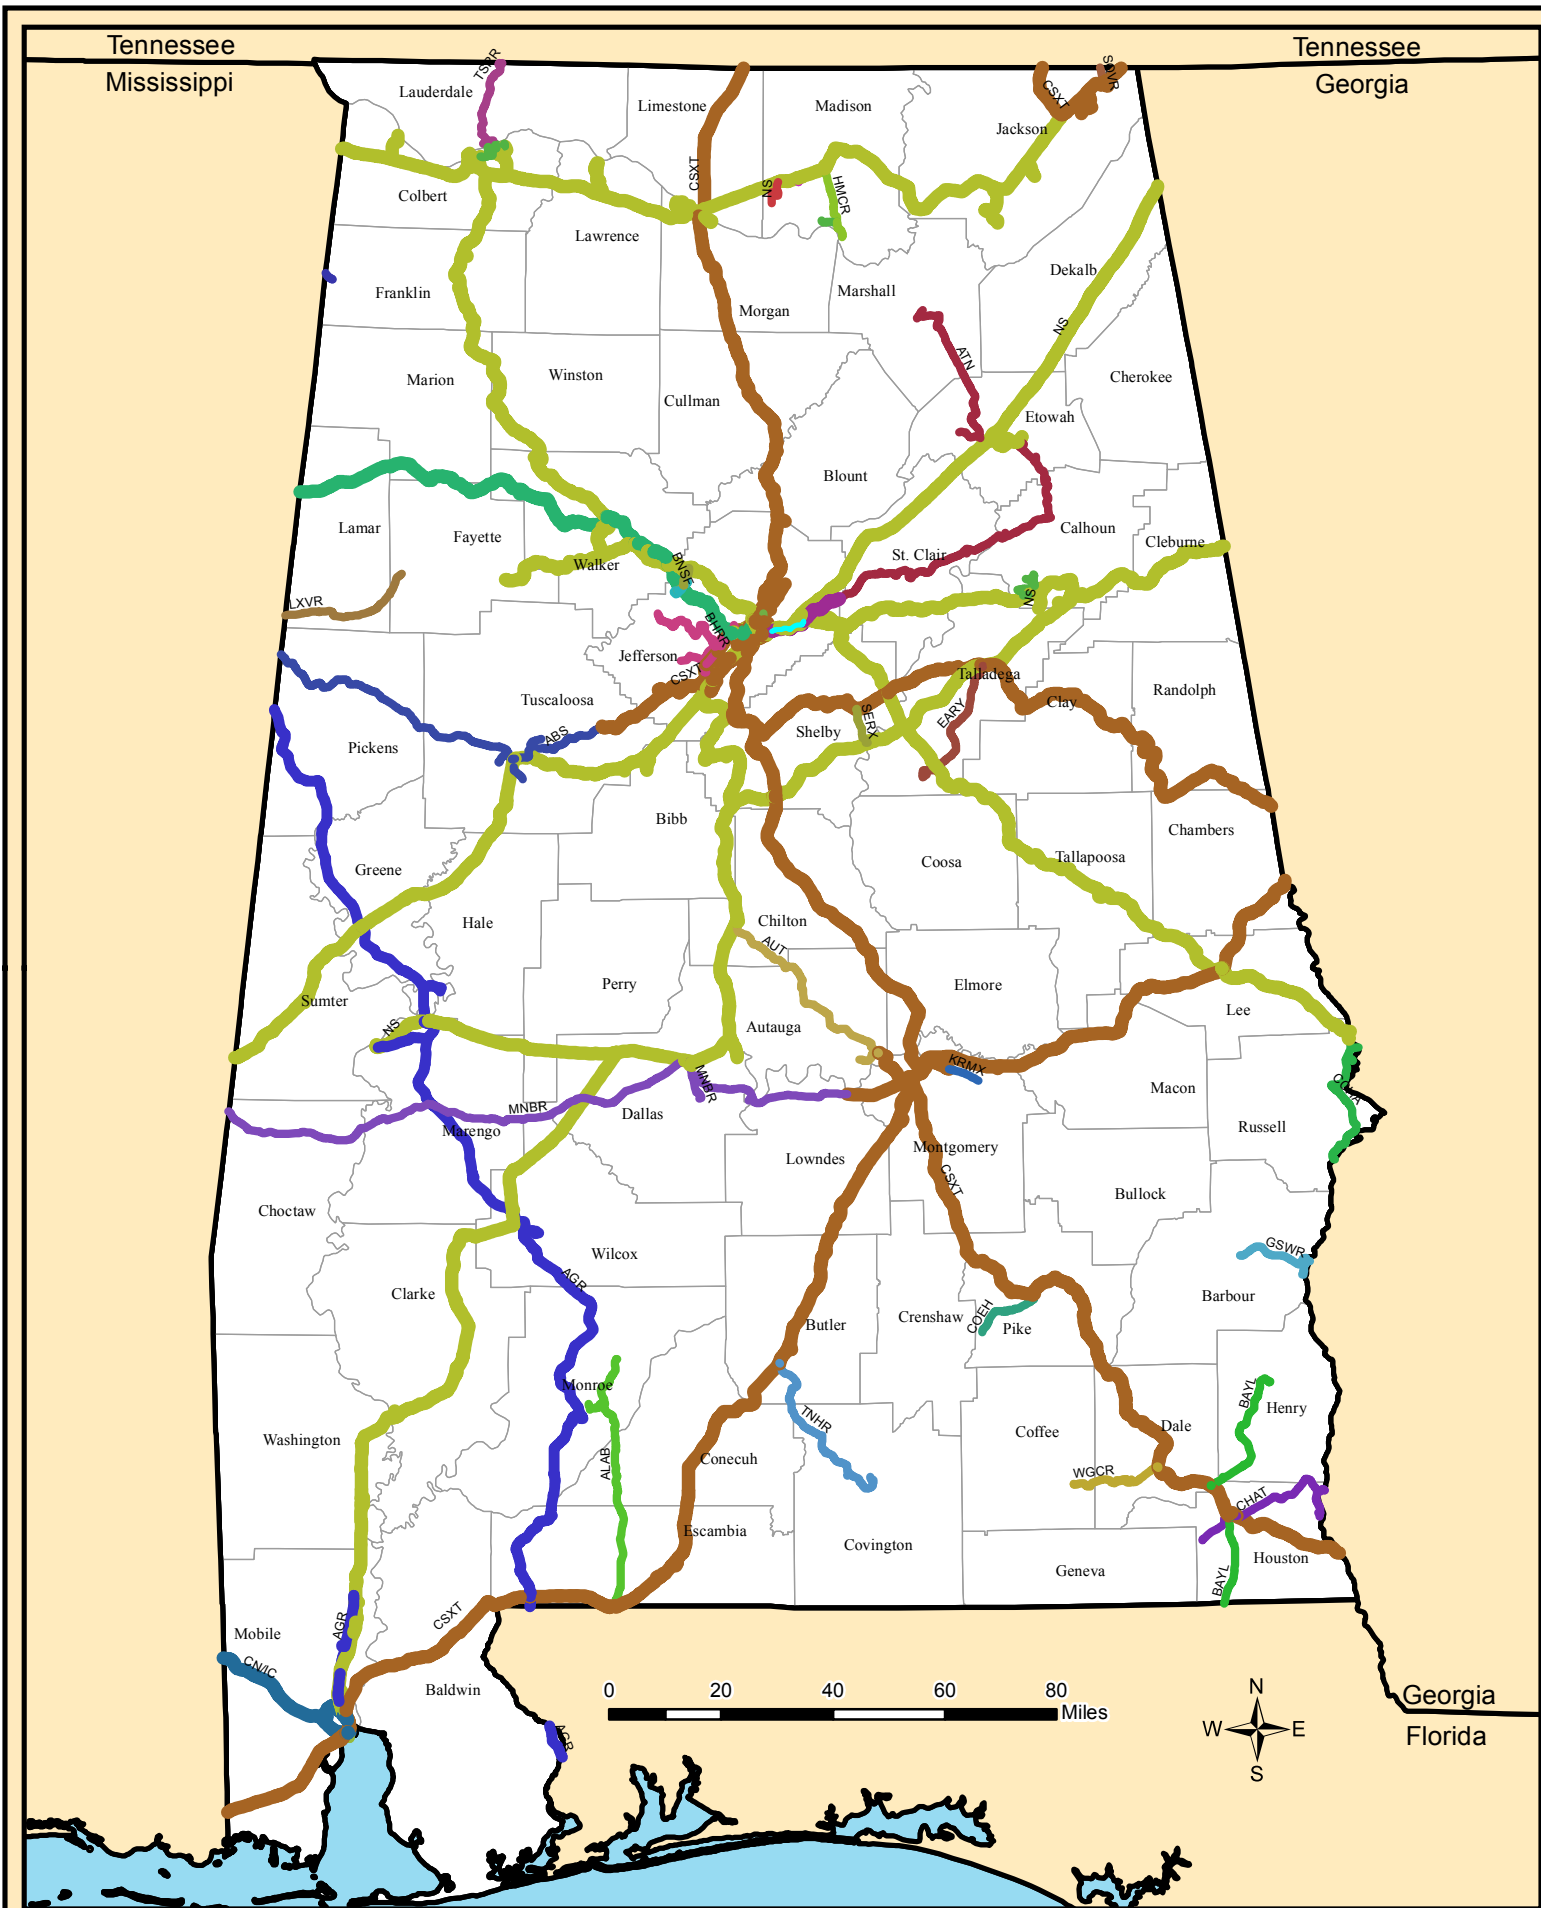 Tennessee
Mississippi
Tennessee
Georgia
TSRR
Lauderdale
Limestone
Madison
CSXT
SQVR
Jackson
CSXT
NS
HMCR
Colbert
Lawrence
Franklin
Morgan
Marshall
Dekalb
NS
ATN
Marion
Winston
Cullman
Cherokee
Etowah
Blount
Lamar
Fayette
Walker
BNSF
St. Clair
Calhoun
Cleburne
NS
LXVR
BHRR
Jefferson
CSXT
Talladega
Tuscaloosa
ABS
Shelby
SERX
EARY
Clay
Randolph
Pickens
Bibb
Chambers
Greene
Coosa
Tallapoosa
Hale
Chilton
AUT
Perry
Elmore
Sumter
NS
Autauga
Lee
KRMX
MNBR
MNBR
Dallas
Macon
Marengo
Russell
Lowndes
Montgomery
CSXT
Bullock
Choctaw
Wilcox
GSWR
AGR
Clarke
Barbour
Butler
Crenshaw
COEH
Pike
Monroe
TNHR
BAYL
Henry
Washington
ALAB
Conecuh
Coffee
Dale
WGCR
CHAT
Escambia
Covington
Geneva
Houston
BAYL
AGR
CSXT
Mobile
CN/IC
Baldwin
AGR
0 20 40 60 80
Miles
N
W E
S
Georgia
Florida